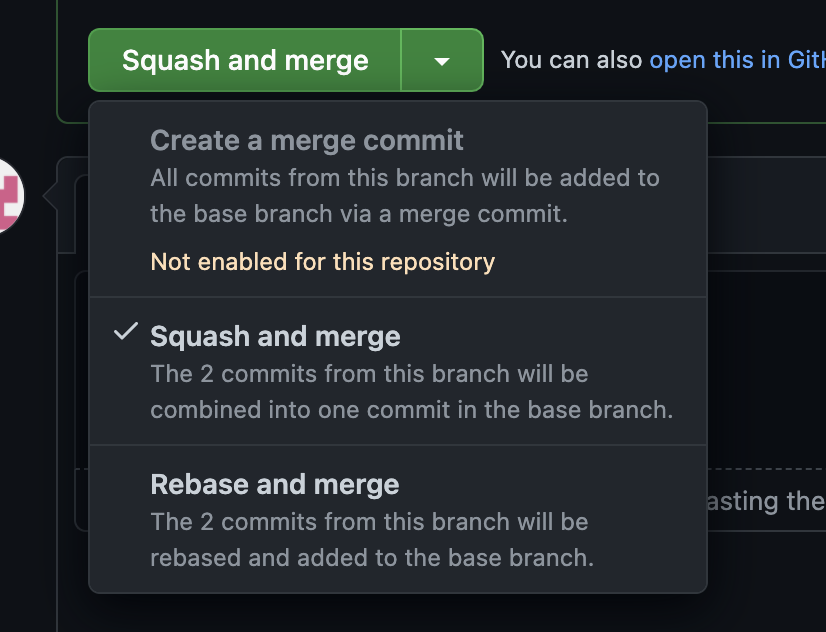 Squash and merge
You can also open this in
Create a merge commit
All commits from this branch will be added to
the base branch via a merge commit.
Not enabled for this repository
Squash and merge
The 2 commits from this branch will be
combined into one commit in the base branch.
Rebase and merge
The 2 commits from this branch will be
rebased and added to the base branch.
the